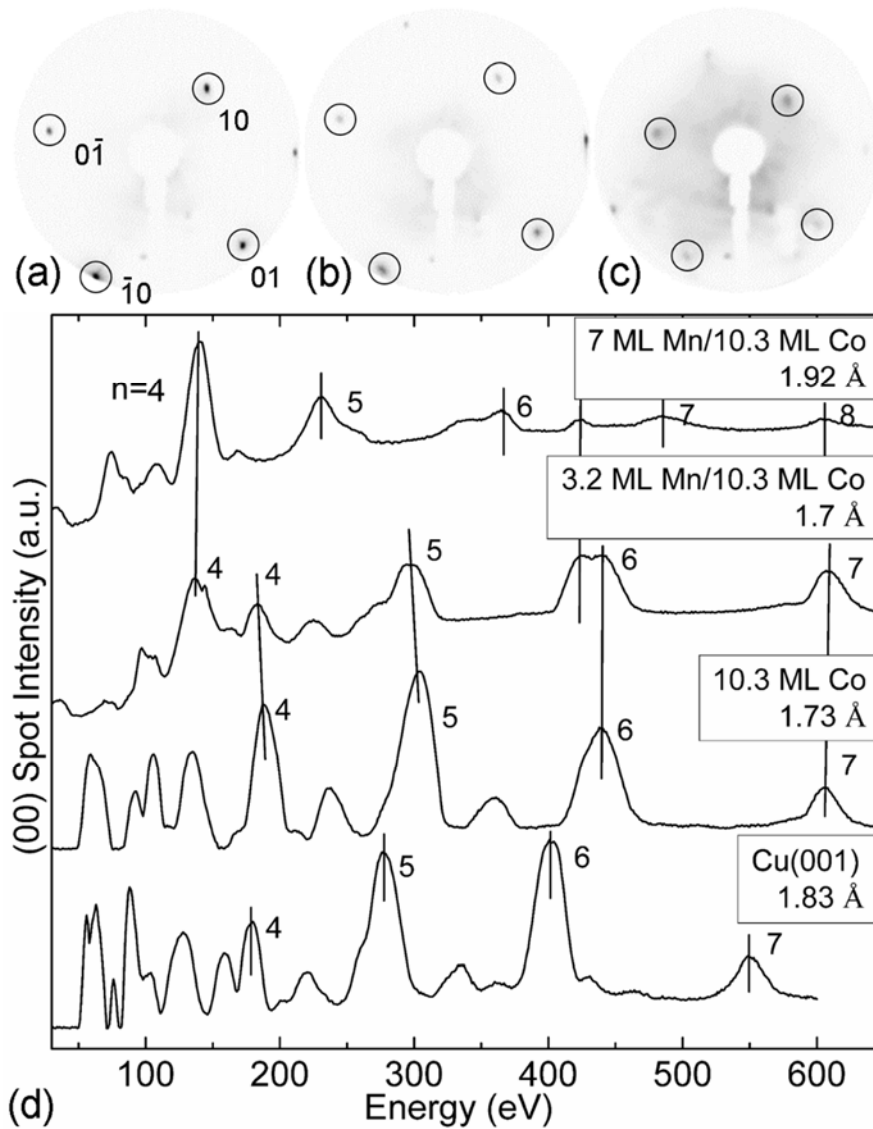 10
01̄
1̄0
01
(a)
(b)
(c)
7 ML Mn/10.3 ML Co
1.92 Å
n=4
5
6
7
8
3.2 ML Mn/10.3 ML Co
1.7 Å
4
4
5
6
7
10.3 ML Co
1.73 Å
4
5
6
7
Cu(001)
1.83 Å
4
5
6
7
(00) Spot Intensity (a.u.)
100
200
300
400
500
600
Energy (eV)
(d)